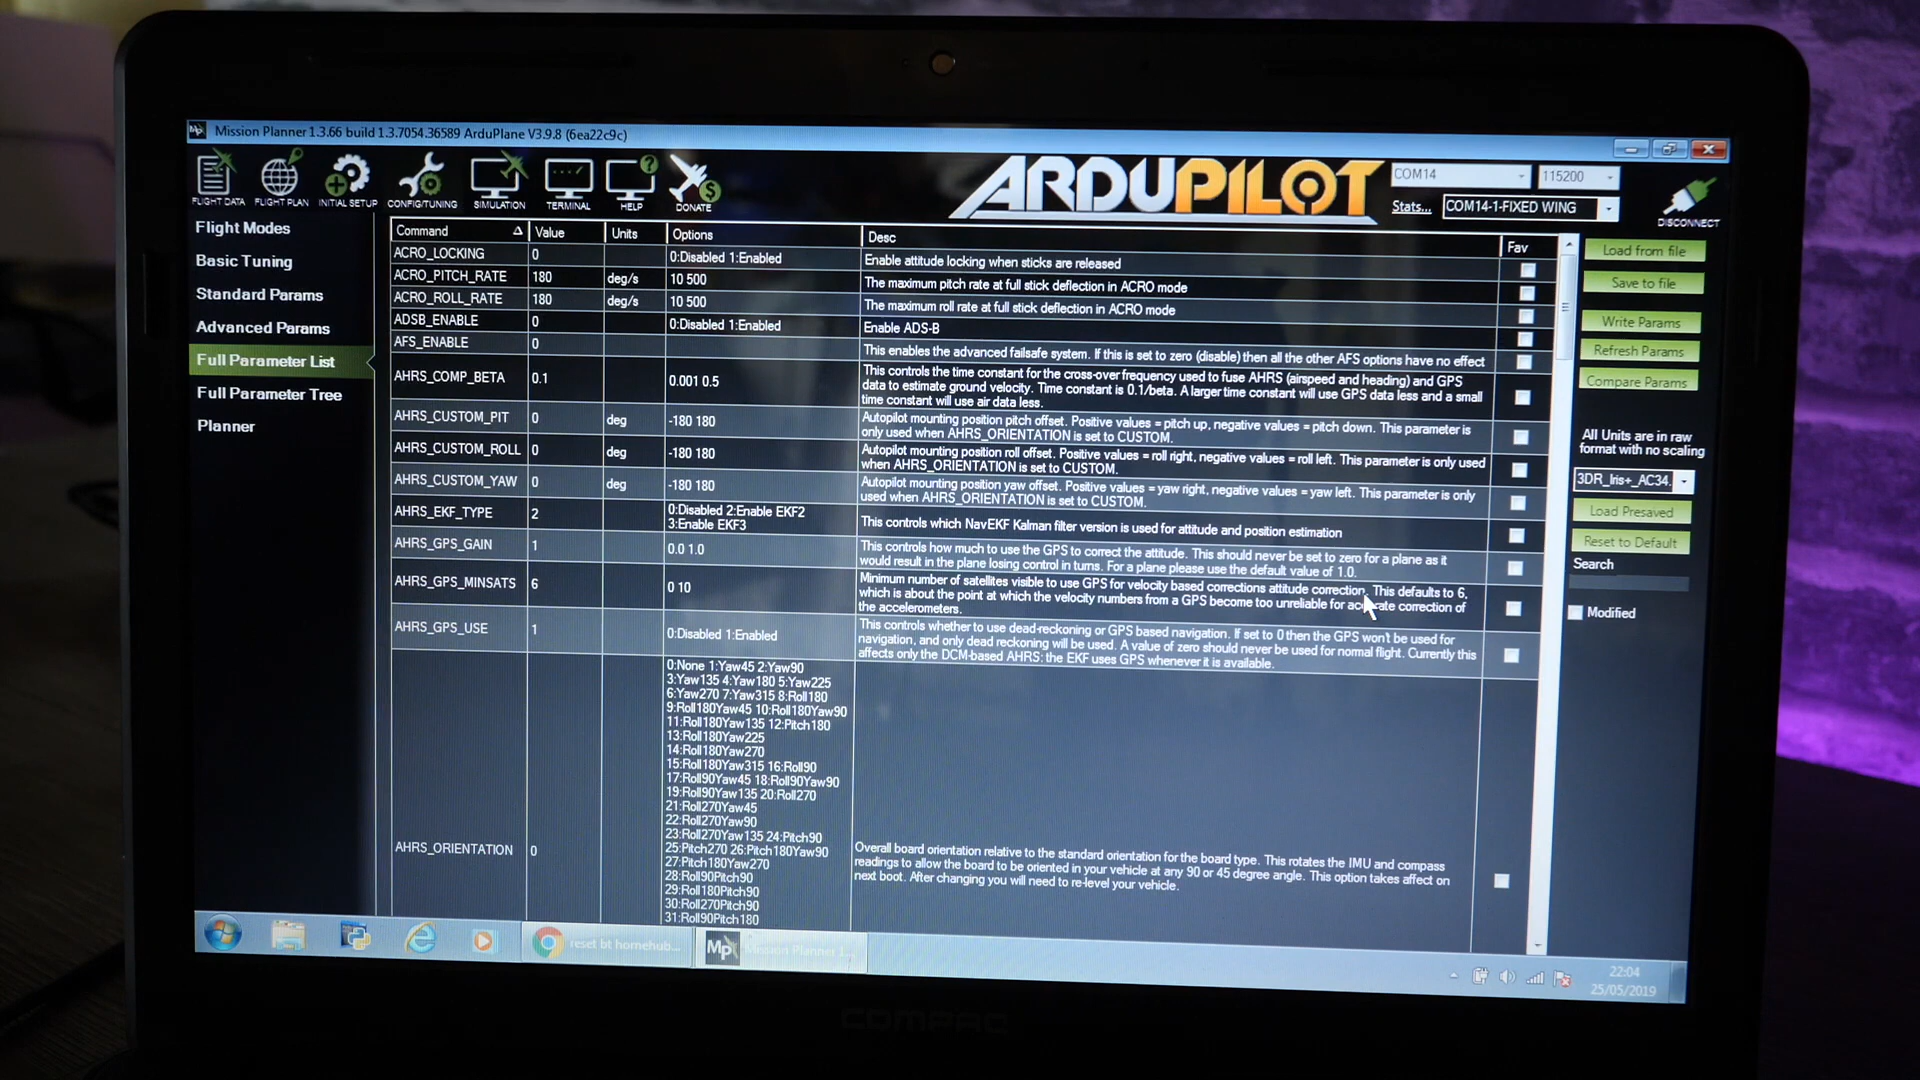 Mission Planner 1.3.66 build 1.3.7054.36589 ArduPlane V3.9.8 (6ea22c9c)
FLIGHT DATA FLIGHT PLAN INITIAL SETUP CONFIG/TUNING SIMULATION TERMINAL HELP DONATE
ARDUPILOT
COM14 115200
Stats... COM14-1-FIXED WING
DISCONNECT
Flight Modes
Basic Tuning
Standard Params
Advanced Params
Full Parameter List
Full Parameter Tree
Planner
Command Value Units Options Desc Fav
ACRO_LOCKING 0 0:Disabled 1:Enabled Enable attitude locking when sticks are released
ACRO_PITCH_RATE 180 deg/s 10 500 The maximum pitch rate at full stick deflection in ACRO mode
ACRO_ROLL_RATE 180 deg/s 10 500 The maximum roll rate at full stick deflection in ACRO mode
ADSB_ENABLE 0 0:Disabled 1:Enabled Enable ADS-B
AFS_ENABLE 0 This enables the advanced failsafe system. If this is set to zero (disable) then all the other AFS options have no effect
AHRS_COMP_BETA 0.1 0.001 0.5 This controls the time constant for the cross-over frequency used to fuse AHRS (airspeed and heading) and GPS
data to estimate ground velocity. Time constant is 0.1/beta. A larger time constant will use GPS data less and a small
time constant will use air data less.
AHRS_CUSTOM_PIT 0 deg -180 180 Autopilot mounting position pitch offset. Positive values = pitch up, negative values = pitch down. This parameter is
only used when AHRS_ORIENTATION is set to CUSTOM.
AHRS_CUSTOM_ROLL 0 deg -180 180 Autopilot mounting position roll offset. Positive values = roll right, negative values = roll left. This parameter is only used
when AHRS_ORIENTATION is set to CUSTOM.
AHRS_CUSTOM_YAW 0 deg -180 180 Autopilot mounting position yaw offset. Positive values = yaw right, negative values = yaw left. This parameter is only
used when AHRS_ORIENTATION is set to CUSTOM.
AHRS_EKF_TYPE 2 0:Disabled 2:Enable EKF2
3:Enable EKF3 This controls which NavEKF Kalman filter version is used for attitude and position estimation
AHRS_GPS_GAIN 1 0.0 1.0 This controls how much to use the GPS to correct the attitude. This should never be set to zero for a plane as it
would result in the plane losing control in turns. For a plane please use the default value of 1.0.
AHRS_GPS_MINSATS 6 0 10 Minimum number of satellites visible to use GPS for velocity based corrections attitude correction. This defaults to 6,
which is about the point at which the velocity numbers from a GPS become too unreliable for accurate correction of
the accelerometers.
AHRS_GPS_USE 1 0:Disabled 1:Enabled This controls whether to use dead-reckoning or GPS based navigation. If set to 0 then the GPS won't be used for
navigation, and only dead reckoning will be used. A value of zero should never be used for normal flight. Currently this
affects only the DCM-based AHRS: the EKF uses GPS whenever it is available.
0:None 1:Yaw45 2:Yaw90
3:Yaw135 4:Yaw180 5:Yaw225
6:Yaw270 7:Yaw315 8:Roll180
9:Roll180Yaw45 10:Roll180Yaw90
11:Roll180Yaw135 12:Pitch180
13:Roll180Yaw225
14:Roll180Yaw270
15:Roll180Yaw315 16:Roll90
17:Roll90Yaw45 18:Roll90Yaw90
19:Roll90Yaw135 20:Roll270
21:Roll270Yaw45
22:Roll270Yaw90
23:Roll270Yaw135 24:Pitch90
25:Pitch270 26:Pitch180Yaw90
27:Pitch180Yaw270
28:Roll90Pitch90
29:Roll180Pitch90
30:Roll270Pitch90
31:Roll90Pitch180
AHRS_ORIENTATION 0 Overall board orientation relative to the standard orientation for the board type. This rotates the IMU and compass
readings to allow the board to be oriented in your vehicle at any 90 or 45 degree angle. This option takes affect on
next boot. After changing you will need to re-level your vehicle.
Load from file
Save to file
Write Params
Refresh Params
Compare Params
All Units are in raw
format with no scaling
3DR_Iris+_AC34.
Load Presaved
Reset to Default
Search
Modified
reset bt homehub...
Mp Mission Planner 1...
22:04
25/05/2019
COMPAQ